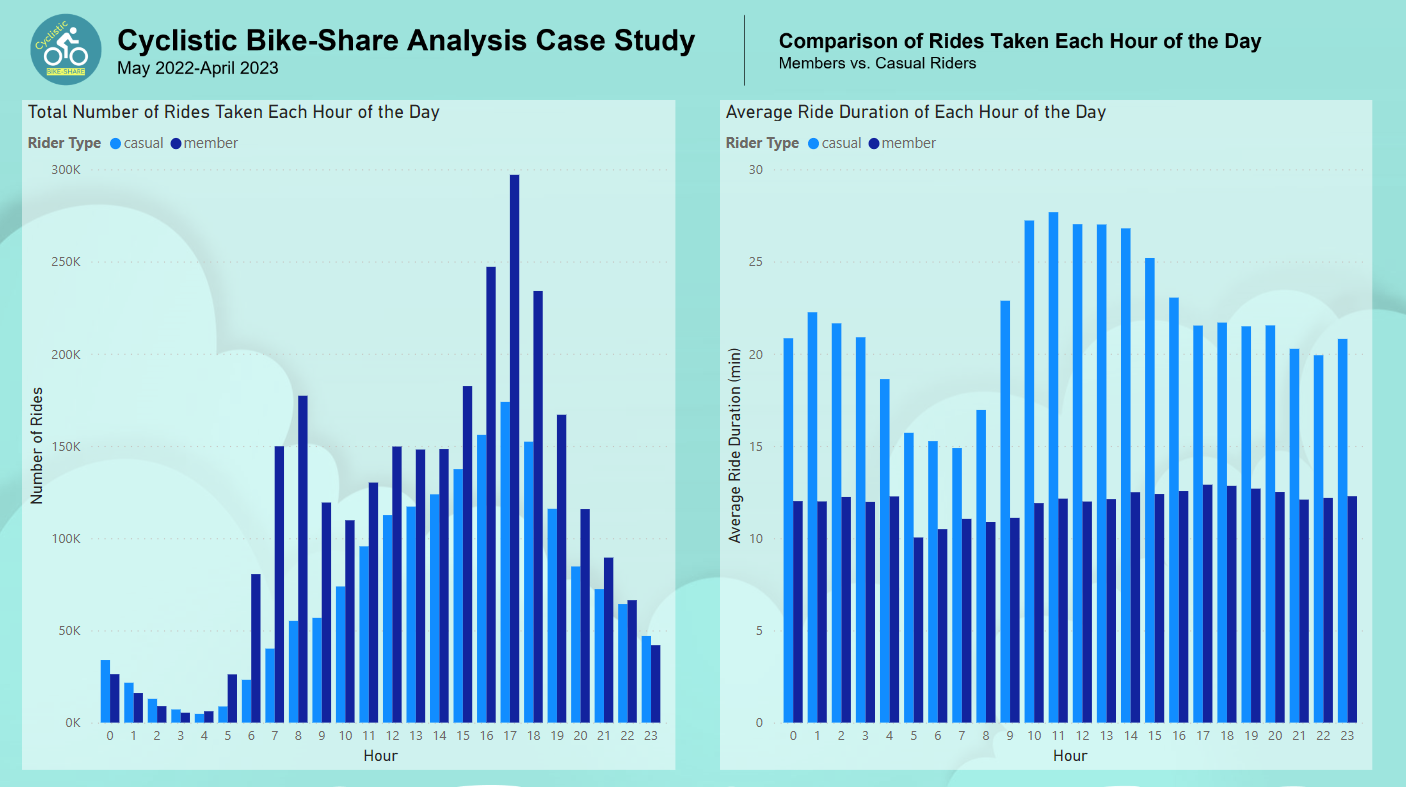 Cyclistic
BIKE-SHARE
Cyclistic Bike-Share Analysis Case Study
May 2022-April 2023
Comparison of Rides Taken Each Hour of the Day
Members vs. Casual Riders
Total Number of Rides Taken Each Hour of the Day
Rider Type casual member
300K
250K
200K
150K
100K
50K
0K
Number of Rides
0 1 2 3 4 5 6 7 8 9 10 11 12 13 14 15 16 17 18 19 20 21 22 23
Hour
Average Ride Duration of Each Hour of the Day
Rider Type casual member
30
25
20
15
10
5
0
Average Ride Duration (min)
0 1 2 3 4 5 6 7 8 9 10 11 12 13 14 15 16 17 18 19 20 21 22 23
Hour